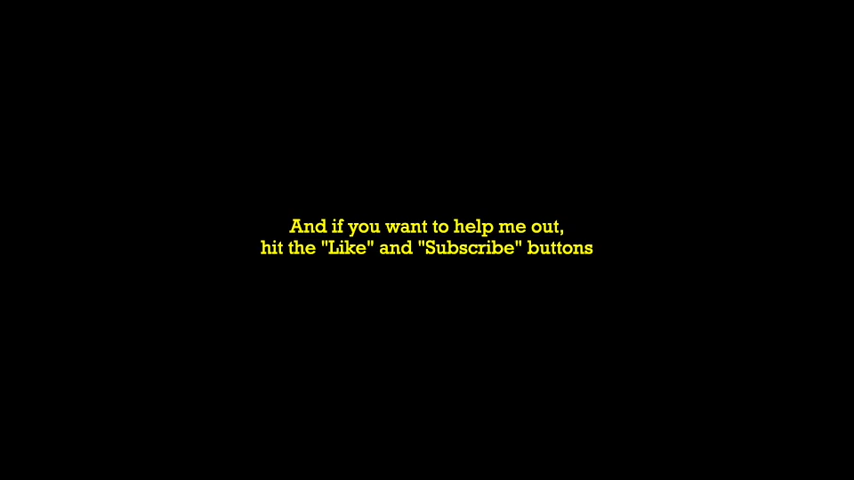 And if you want to help me out,
hit the "Like" and "Subscribe" buttons